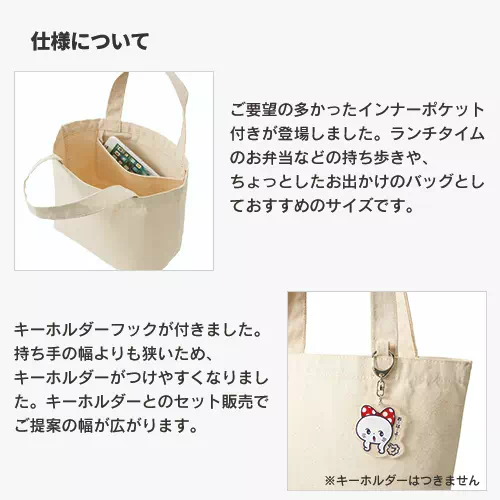 仕様について
ご要望の多かったインナーポケット
付きが登場しました。ランチタイム
のお弁当などの持ち歩きや、
ちょっとしたお出かけのバッグとし
ておすすめのサイズです。
キーホルダーフックが付きました。
持ち手の幅よりも狭いため、
キーホルダーがつけやすくなりまし
た。キーホルダーとのセット販売で
ご提案の幅が広がります。
※キーホルダーはつきません